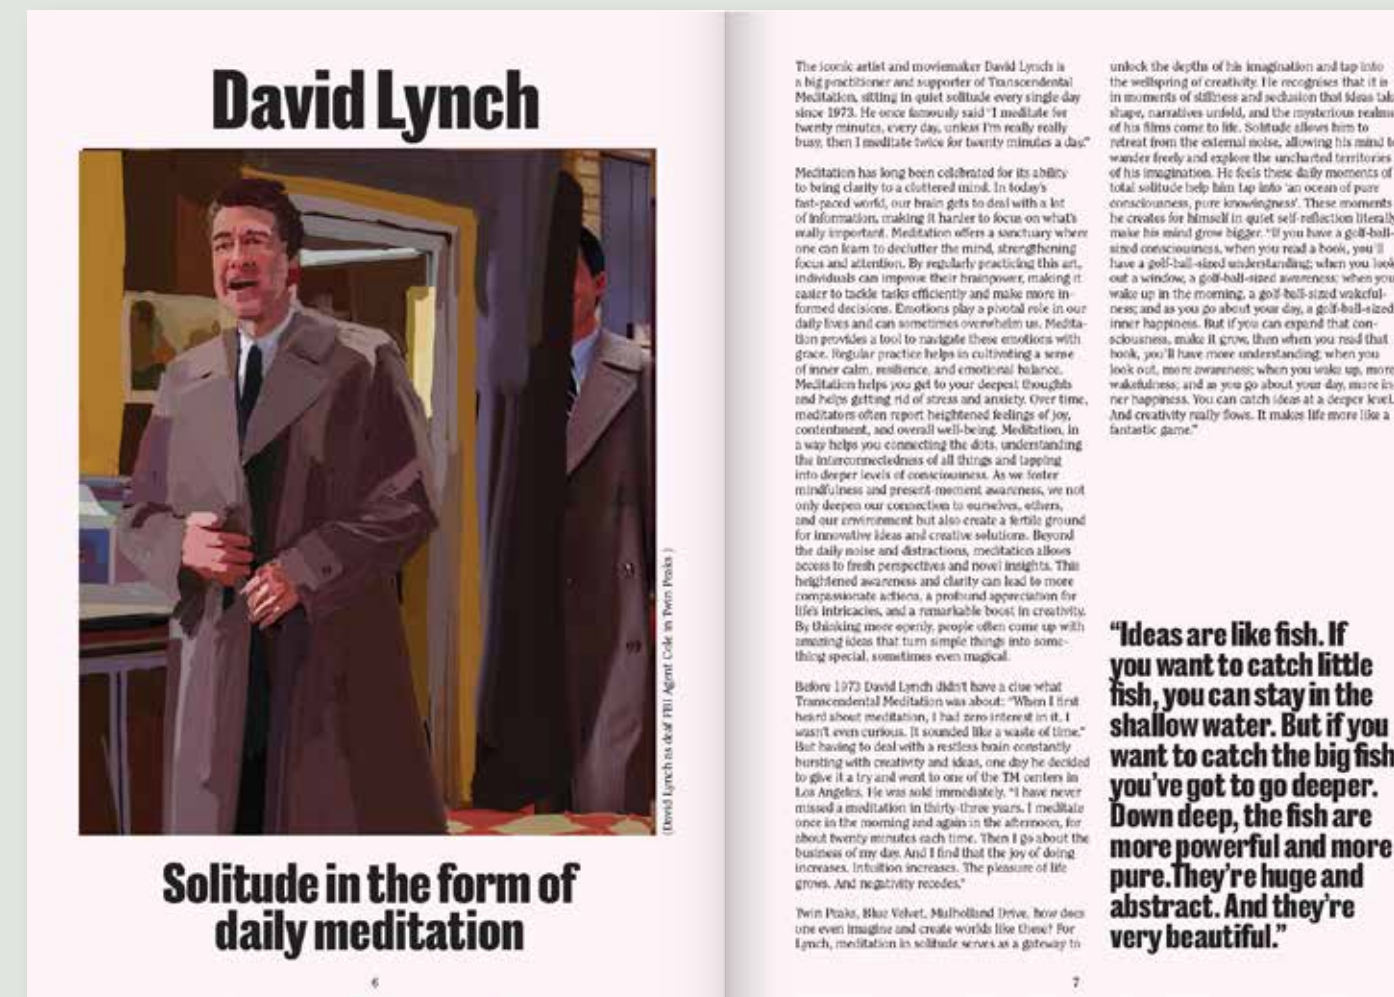 David Lynch
(David Lynch as deaf FBI Agent Cole in Twin Peaks )
Solitude in the form of
daily meditation
6
The iconic artist and moviemaker David Lynch is
a big practitioner and supporter of Transcendental
Meditation, sitting in quiet solitude every single day
since 1973. He once famously said "I meditate for
twenty minutes, every day, unless I'm really really
busy, then I meditate twice for twenty minutes a day."
Meditation has long been celebrated for its ability
to bring clarity to a cluttered mind. In today's
fast-paced world, our brain gets to deal with a lot
of information, making it harder to focus on what's
really important. Meditation offers a sanctuary where
one can learn to declutter the mind, strengthening
focus and attention. By regularly practicing this art,
individuals can improve their brainpower, making it
easier to tackle tasks efficiently and make more in-
formed decisions. Emotions play a pivotal role in our
daily lives and can sometimes overwhelm us. Medita-
tion provides a tool to navigate these emotions with
grace. Regular practice helps in cultivating a sense
of inner calm, resilience, and emotional balance.
Meditation helps you get to your deepest thoughts
and helps getting rid of stress and anxiety. Over time,
meditators often report heightened feelings of joy,
contentment, and overall well-being. Meditation, in
a way helps you connecting the dots, understanding
the interconnectedness of all things and tapping
into deeper levels of consciousness. As we foster
mindfulness and present-moment awareness, we not
only deepen our connection to ourselves, others,
and our environment but also create a fertile ground
for innovative ideas and creative solutions. Beyond
the daily noise and distractions, meditation allows
access to fresh perspectives and novel insights. This
heightened awareness and clarity can lead to more
compassionate actions, a profound appreciation for
life's intricacies, and a remarkable boost in creativity.
By thinking more openly, people often come up with
amazing ideas that turn simple things into some-
thing special, sometimes even magical.
Before 1973 David Lynch didn't have a clue what
Transcendental Meditation was about: "When I first
heard about meditation, I had zero interest in it. I
wasn't even curious. It sounded like a waste of time."
But having to deal with a restless brain constantly
bursting with creativity and ideas, one day he decided
to give it a try and went to one of the TM centers in
Los Angeles. He was sold immediately. "I have never
missed a meditation in thirty-three years. I meditate
once in the morning and again in the afternoon, for
about twenty minutes each time. Then I go about the
business of my day. And I find that the joy of doing
increases. Intuition increases. The pleasure of life
grows. And negativity recedes."
Twin Peaks, Blue Velvet, Mulholland Drive, how does
one even imagine and create worlds like these? For
Lynch, meditation in solitude serves as a gateway to
unlock the depths of his imagination and tap into
the wellspring of creativity. He recognises that it is
in moments of stillness and seclusion that ideas tak
shape, narratives unfold, and the mysterious realms
of his films come to life. Solitude allows him to
retreat from the external noise, allowing his mind to
wander freely and explore the uncharted territories
of his imagination. He feels these daily moments of
total solitude help him tap into 'an ocean of pure
consciousness, pure knowingness'. These moments
he creates for himself in quiet self-reflection literally
make his mind grow bigger. "If you have a golf-ball-
sized consciousness, when you read a book, you'll
have a golf-ball-sized understanding; when you look
out a window, a golf-ball-sized awareness; when you
wake up in the morning, a golf-ball-sized wakeful-
ness; and as you go about your day, a golf-ball-sized
inner happiness. But if you can expand that con-
sciousness, make it grow, then when you read that
book, you'll have more understanding; when you
look out, more awareness; when you wake up, more
wakefulness; and as you go about your day, more in
ner happiness. You can catch ideas at a deeper level.
And creativity really flows. It makes life more like a
fantastic game."
“Ideas are like fish. If
you want to catch little
fish, you can stay in the
shallow water. But if you
want to catch the big fish
you’ve got to go deeper.
Down deep, the fish are
more powerful and more
pure.They’re huge and
abstract. And they’re
very beautiful.”
7